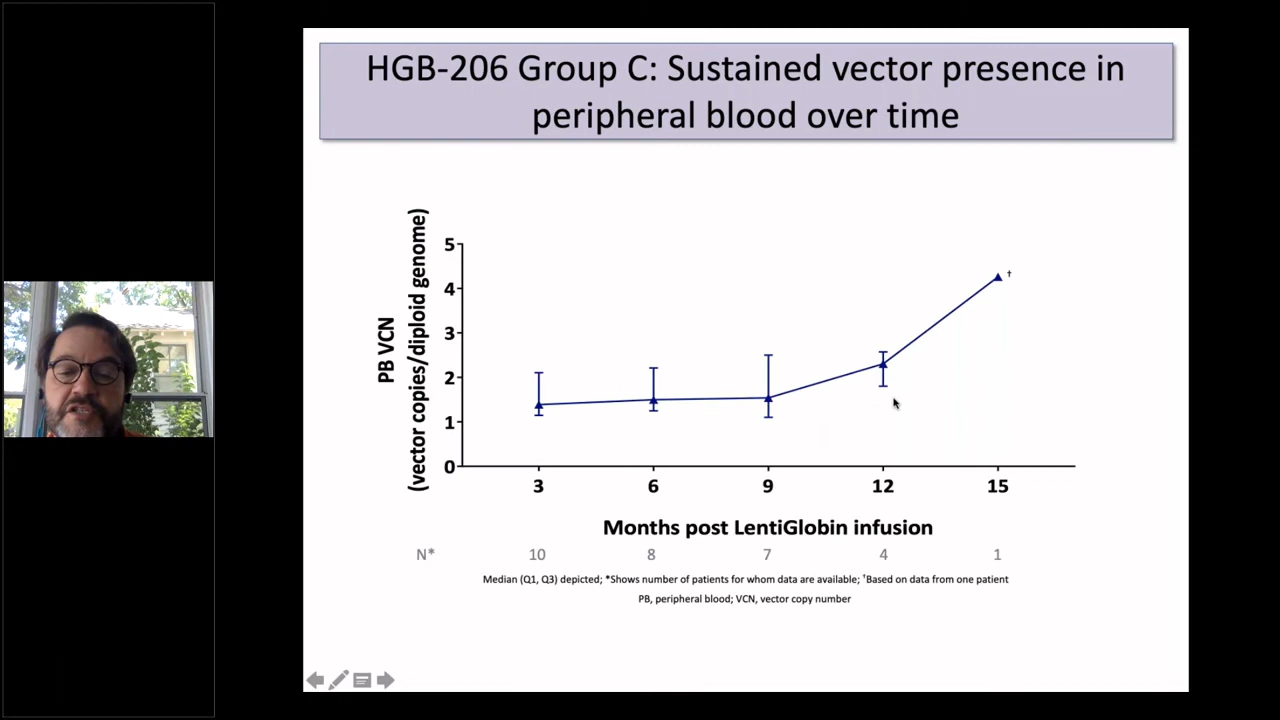 HGB-206 Group C: Sustained vector presence in
peripheral blood over time
PB VCN
(vector copies/diploid genome)
5
4
3
2
1
0
†
3 6 9 12 15
Months post LentiGlobin infusion
N* 10 8 7 4 1
Median (Q1, Q3) depicted; *Shows number of patients for whom data are available; †Based on data from one patient
PB, peripheral blood; VCN, vector copy number